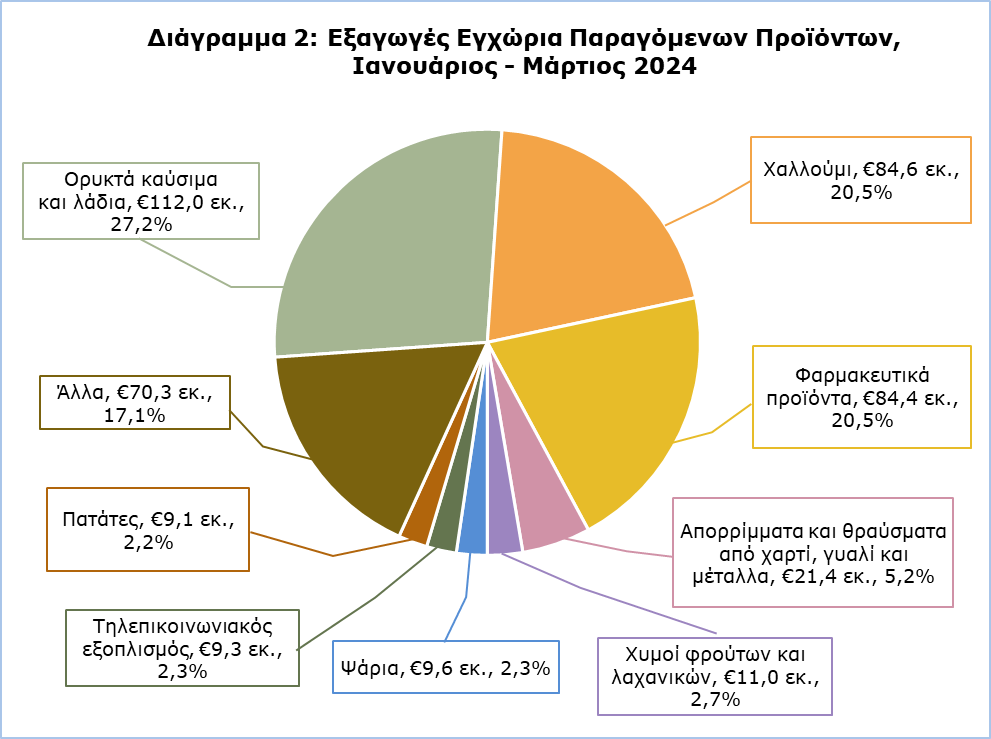 Διάγραμμα 2: Εξαγωγές Εγχώρια Παραγόμενων Προϊόντων,
Ιανουάριος - Μάρτιος 2024
Ορυκτά καύσιμα
και λάδια, €112,0 εκ.,
27,2%
Χαλλούμι, €84,6 εκ.,
20,5%
Φαρμακευτικά
προϊόντα, €84,4 εκ.,
20,5%
Άλλα, €70,3 εκ.,
17,1%
Πατάτες, €9,1 εκ.,
2,2%
Απορρίμματα και θραύσματα
από χαρτί, γυαλί και
μέταλλα, €21,4 εκ., 5,2%
Τηλεπικοινωνιακός
εξοπλισμός, €9,3 εκ.,
2,3%
Ψάρια, €9,6 εκ., 2,3%
Χυμοί φρούτων και
λαχανικών, €11,0 εκ.,
2,7%